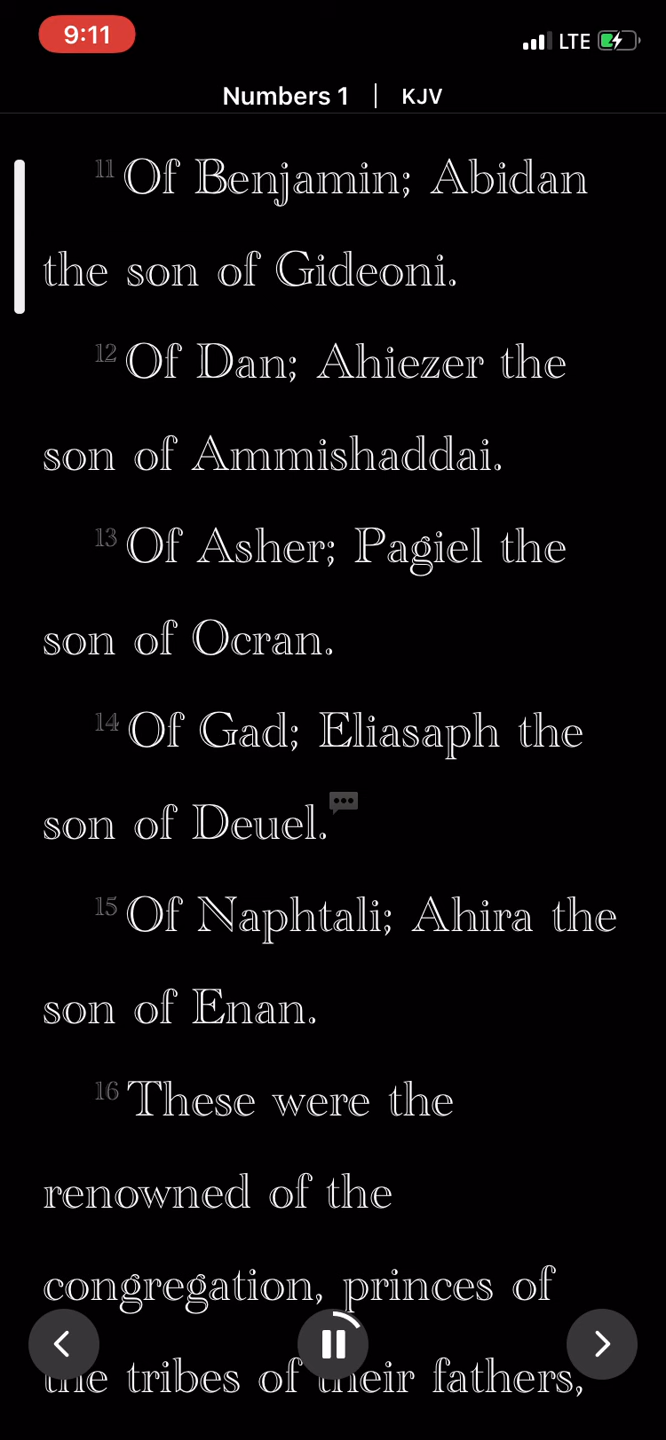 9:11
LTE
Numbers 1 | KJV
11 Of Benjamin; Abidan
the son of Gideoni.
12 Of Dan; Ahiezer the
son of Ammishaddai.
13 Of Asher; Pagiel the
son of Ocran.
14 Of Gad; Eliasaph the
son of Deuel.
15 Of Naphtali; Ahira the
son of Enan.
16 These were the
renowned of the
congregation, princes of
the tribes of their fathers,